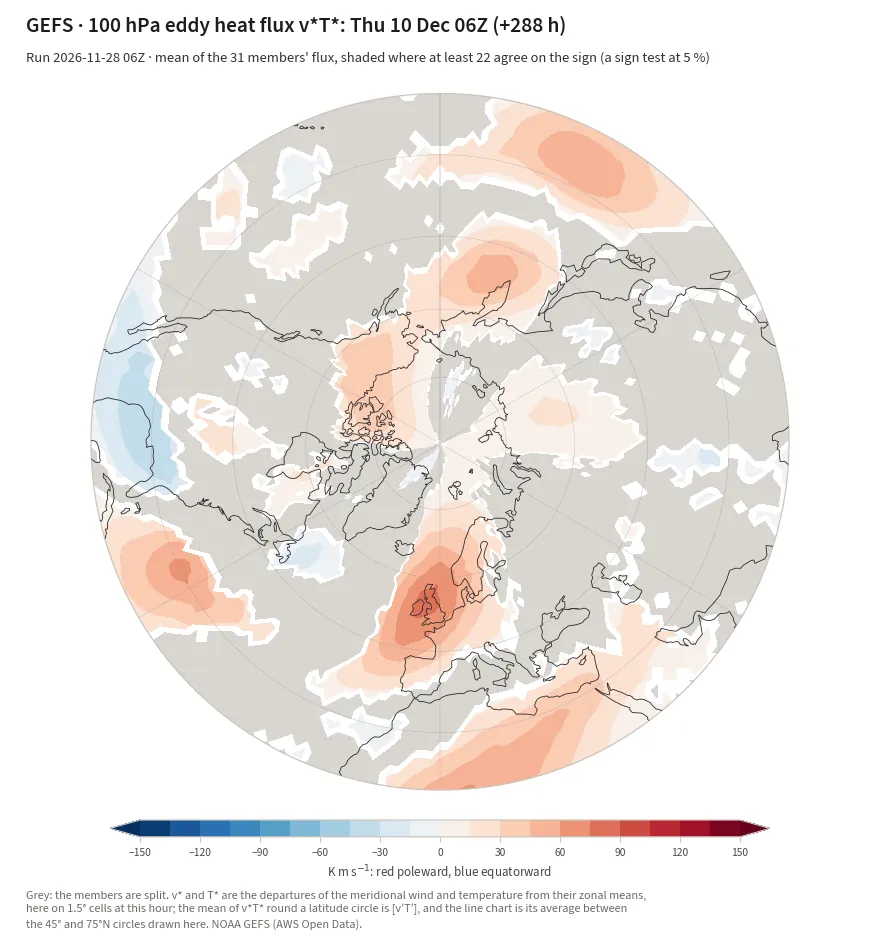 GEFS · 100 hPa eddy heat flux v*T*: Thu 10 Dec 06Z (+288 h)
Run 2026-11-28 06Z · mean of the 31 members' flux, shaded where at least 22 agree on the sign (a sign test at 5 %)
−150 −120 −90 −60 −30 0 30 60 90 120 150
K m s⁻¹: red poleward, blue equatorward
Grey: the members are split. v* and T* are the departures of the meridional wind and temperature from their zonal means,
here on 1.5° cells at this hour; the mean of v*T* round a latitude circle is [v'T'], and the line chart is its average between
the 45° and 75°N circles drawn here. NOAA GEFS (AWS Open Data).